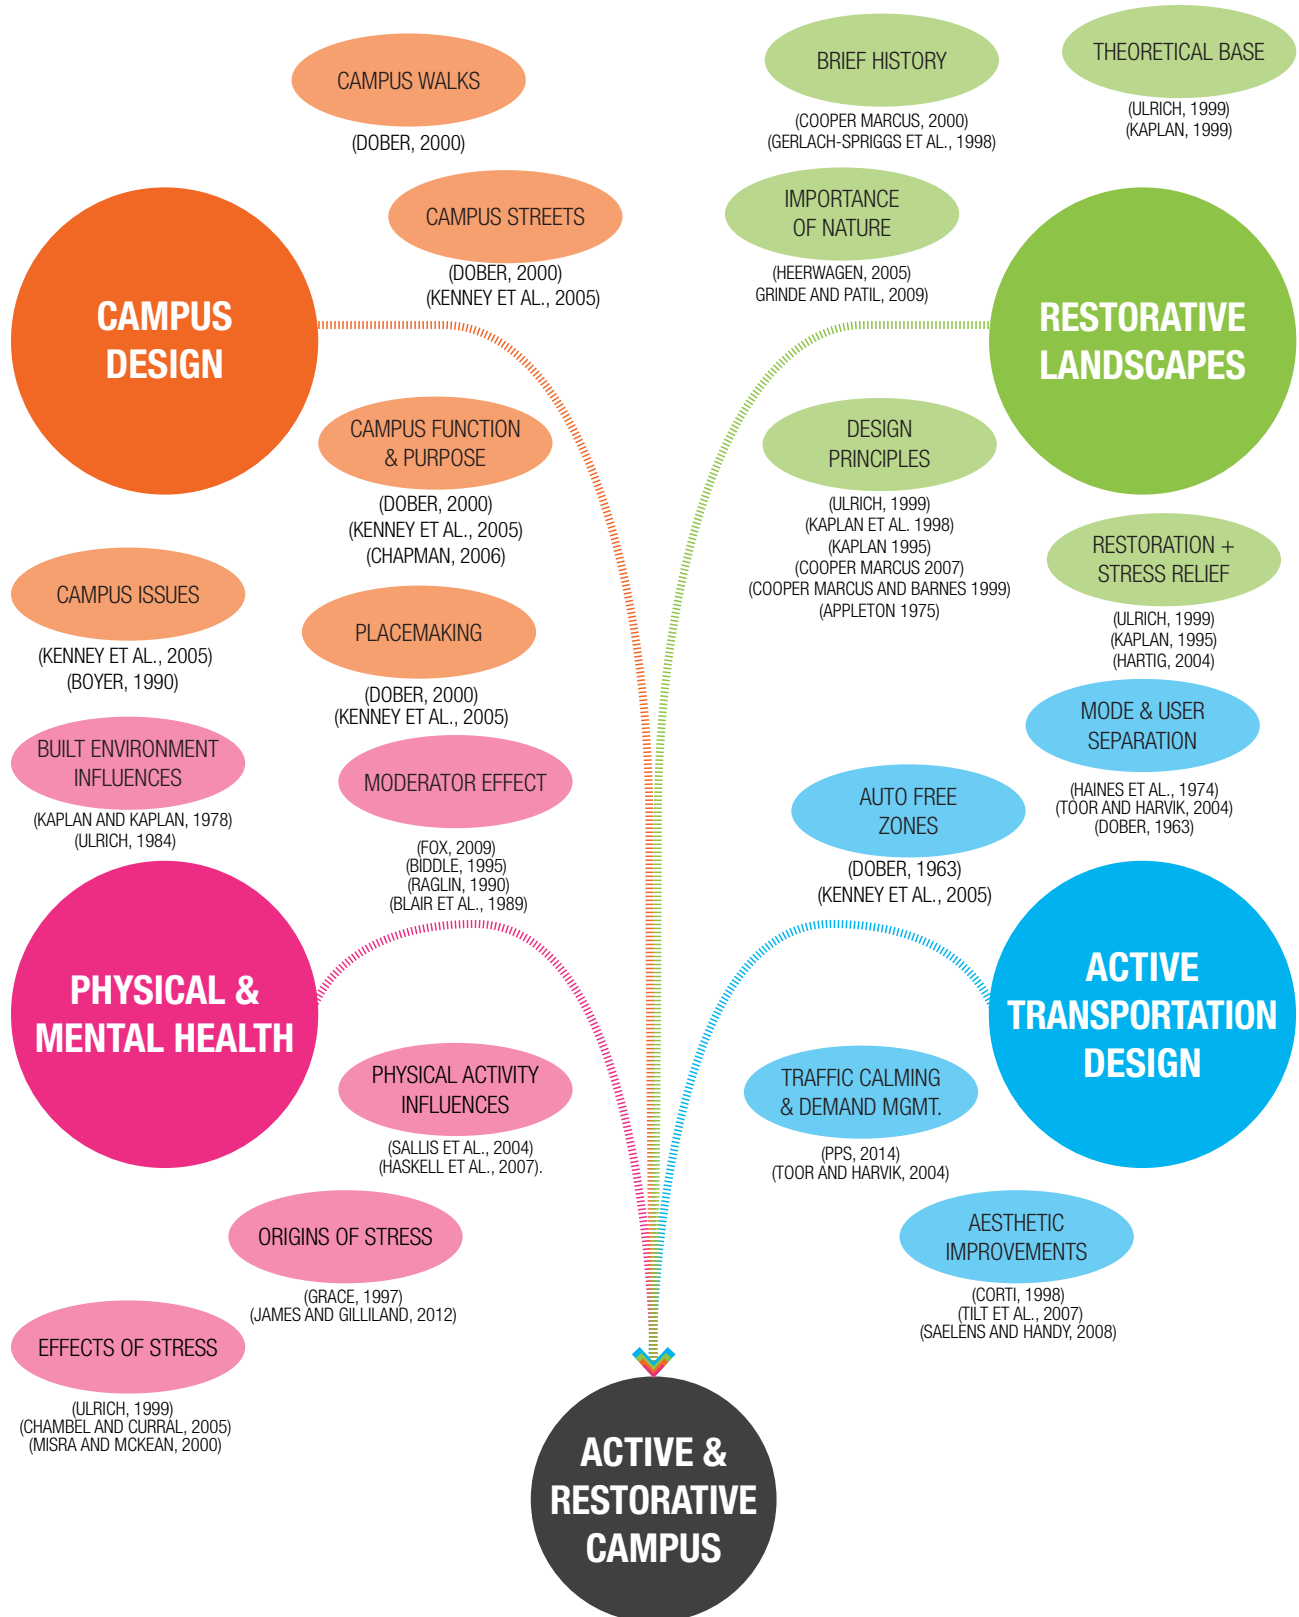 CAMPUS WALKS
(DOBER, 2000)
CAMPUS STREETS
(DOBER, 2000)
(KENNEY ET AL., 2005)
CAMPUS
DESIGN
CAMPUS FUNCTION
& PURPOSE
(DOBER, 2000)
(KENNEY ET AL., 2005)
(CHAPMAN, 2006)
CAMPUS ISSUES
(KENNEY ET AL., 2005)
(BOYER, 1990)
PLACEMAKING
(DOBER, 2000)
(KENNEY ET AL., 2005)
BRIEF HISTORY
(COOPER MARCUS, 2000)
(GERLACH-SPRIGGS ET AL., 1998)
THEORETICAL BASE
(ULRICH, 1999)
(KAPLAN, 1999)
IMPORTANCE
OF NATURE
(HEERWAGEN, 2005)
GRINDE AND PATIL, 2009)
RESTORATIVE
LANDSCAPES
DESIGN
PRINCIPLES
(ULRICH, 1999)
(KAPLAN ET AL. 1998)
(KAPLAN 1995)
(COOPER MARCUS 2007)
(COOPER MARCUS AND BARNES 1999)
(APPLETON 1975)
RESTORATION +
STRESS RELIEF
(ULRICH, 1999)
(KAPLAN, 1995)
(HARTIG, 2004)
BUILT ENVIRONMENT
INFLUENCES
(KAPLAN AND KAPLAN, 1978)
(ULRICH, 1984)
MODERATOR EFFECT
(FOX, 2009)
(BIDDLE, 1995)
(RAGLIN, 1990)
(BLAIR ET AL., 1989)
PHYSICAL &
MENTAL HEALTH
PHYSICAL ACTIVITY
INFLUENCES
(SALLIS ET AL., 2004)
(HASKELL ET AL., 2007).
ORIGINS OF STRESS
(GRACE, 1997)
(JAMES AND GILLILAND, 2012)
EFFECTS OF STRESS
(ULRICH, 1999)
(CHAMBEL AND CURRAL, 2005)
(MISRA AND MCKEAN, 2000)
MODE & USER
SEPARATION
(HAINES ET AL., 1974)
(TOOR AND HARVIK, 2004)
(DOBER, 1963)
AUTO FREE
ZONES
(DOBER, 1963)
(KENNEY ET AL., 2005)
ACTIVE
TRANSPORTATION
DESIGN
TRAFFIC CALMING
& DEMAND MGMT.
(PPS, 2014)
(TOOR AND HARVIK, 2004)
AESTHETIC
IMPROVEMENTS
(CORTI, 1998)
(TILT ET AL., 2007)
(SAELENS AND HANDY, 2008)
ACTIVE &
RESTORATIVE
CAMPUS